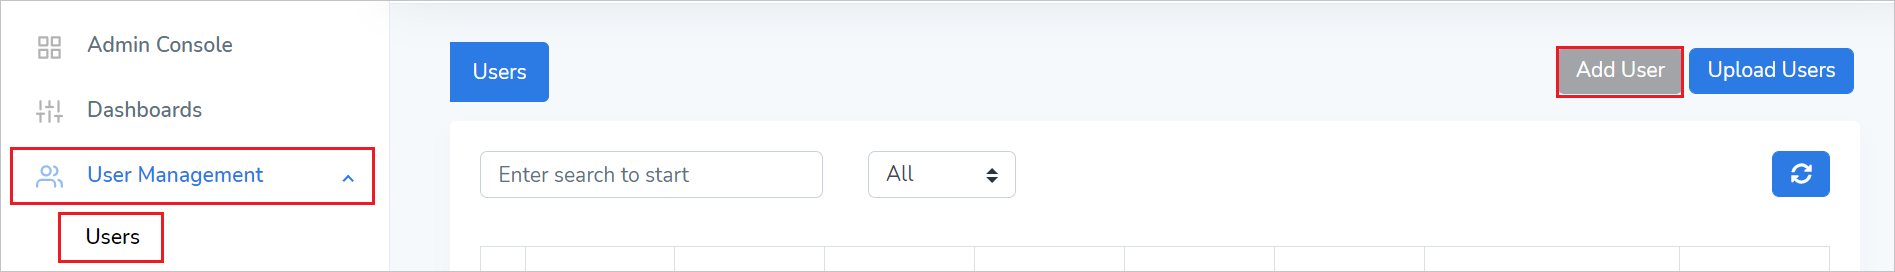 Admin Console
Dashboards
User Management
Users
Users
Add User
Upload Users
Enter search to start
All